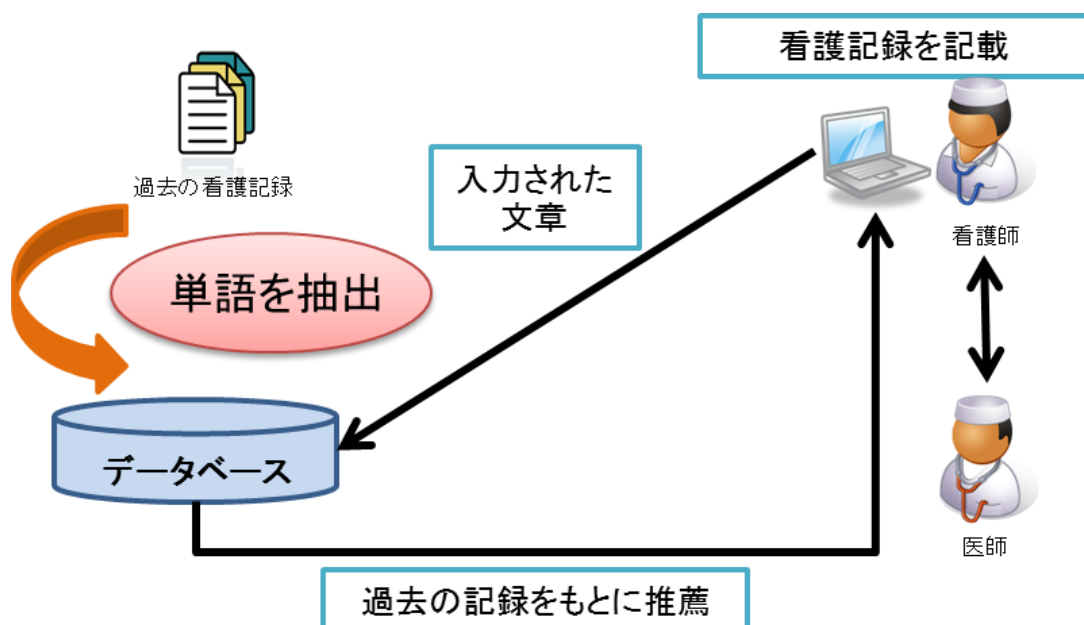 看護記録を記載
過去の看護記録
入力された
文章
看護師
単語を抽出
データベース
医師
過去の記録をもとに推薦